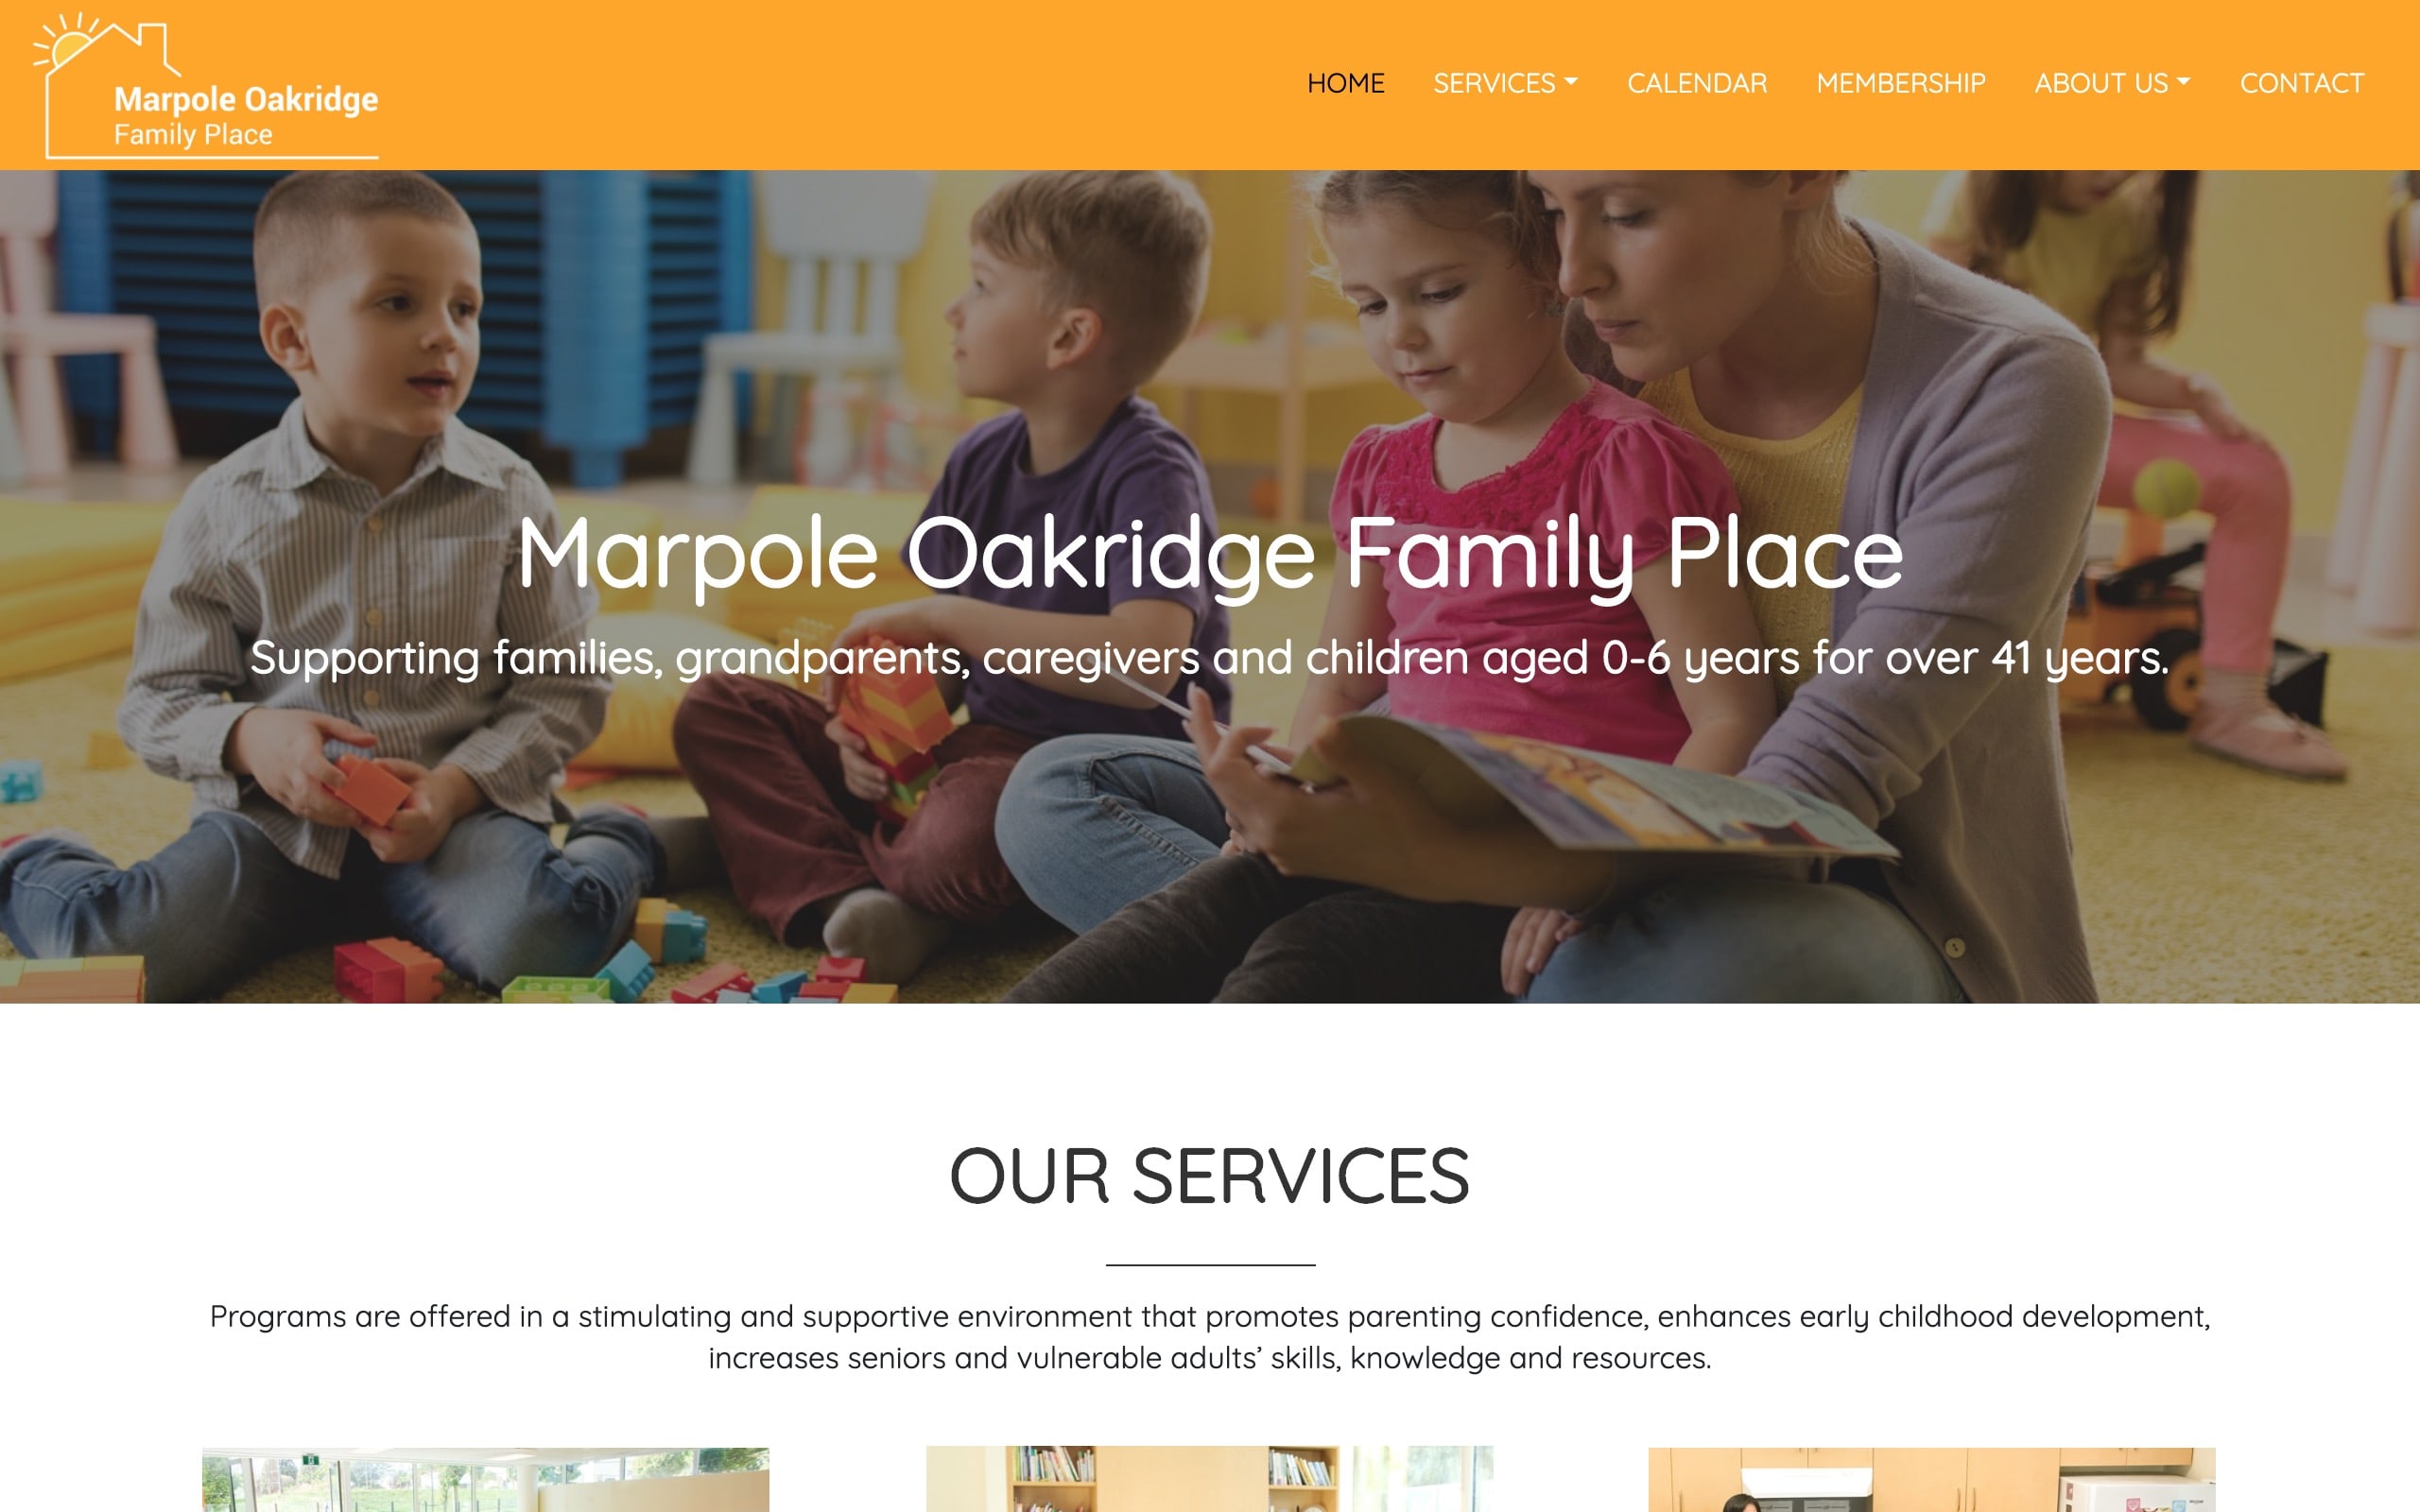 Marpole Oakridge
Family Place
HOME
SERVICES
CALENDAR
MEMBERSHIP
ABOUT US
CONTACT
Marpole Oakridge Family Place
Supporting families, grandparents, caregivers and children aged 0-6 years for over 41 years.
OUR SERVICES
Programs are offered in a stimulating and supportive environment that promotes parenting confidence, enhances early childhood development,
increases seniors and vulnerable adults’ skills, knowledge and resources.